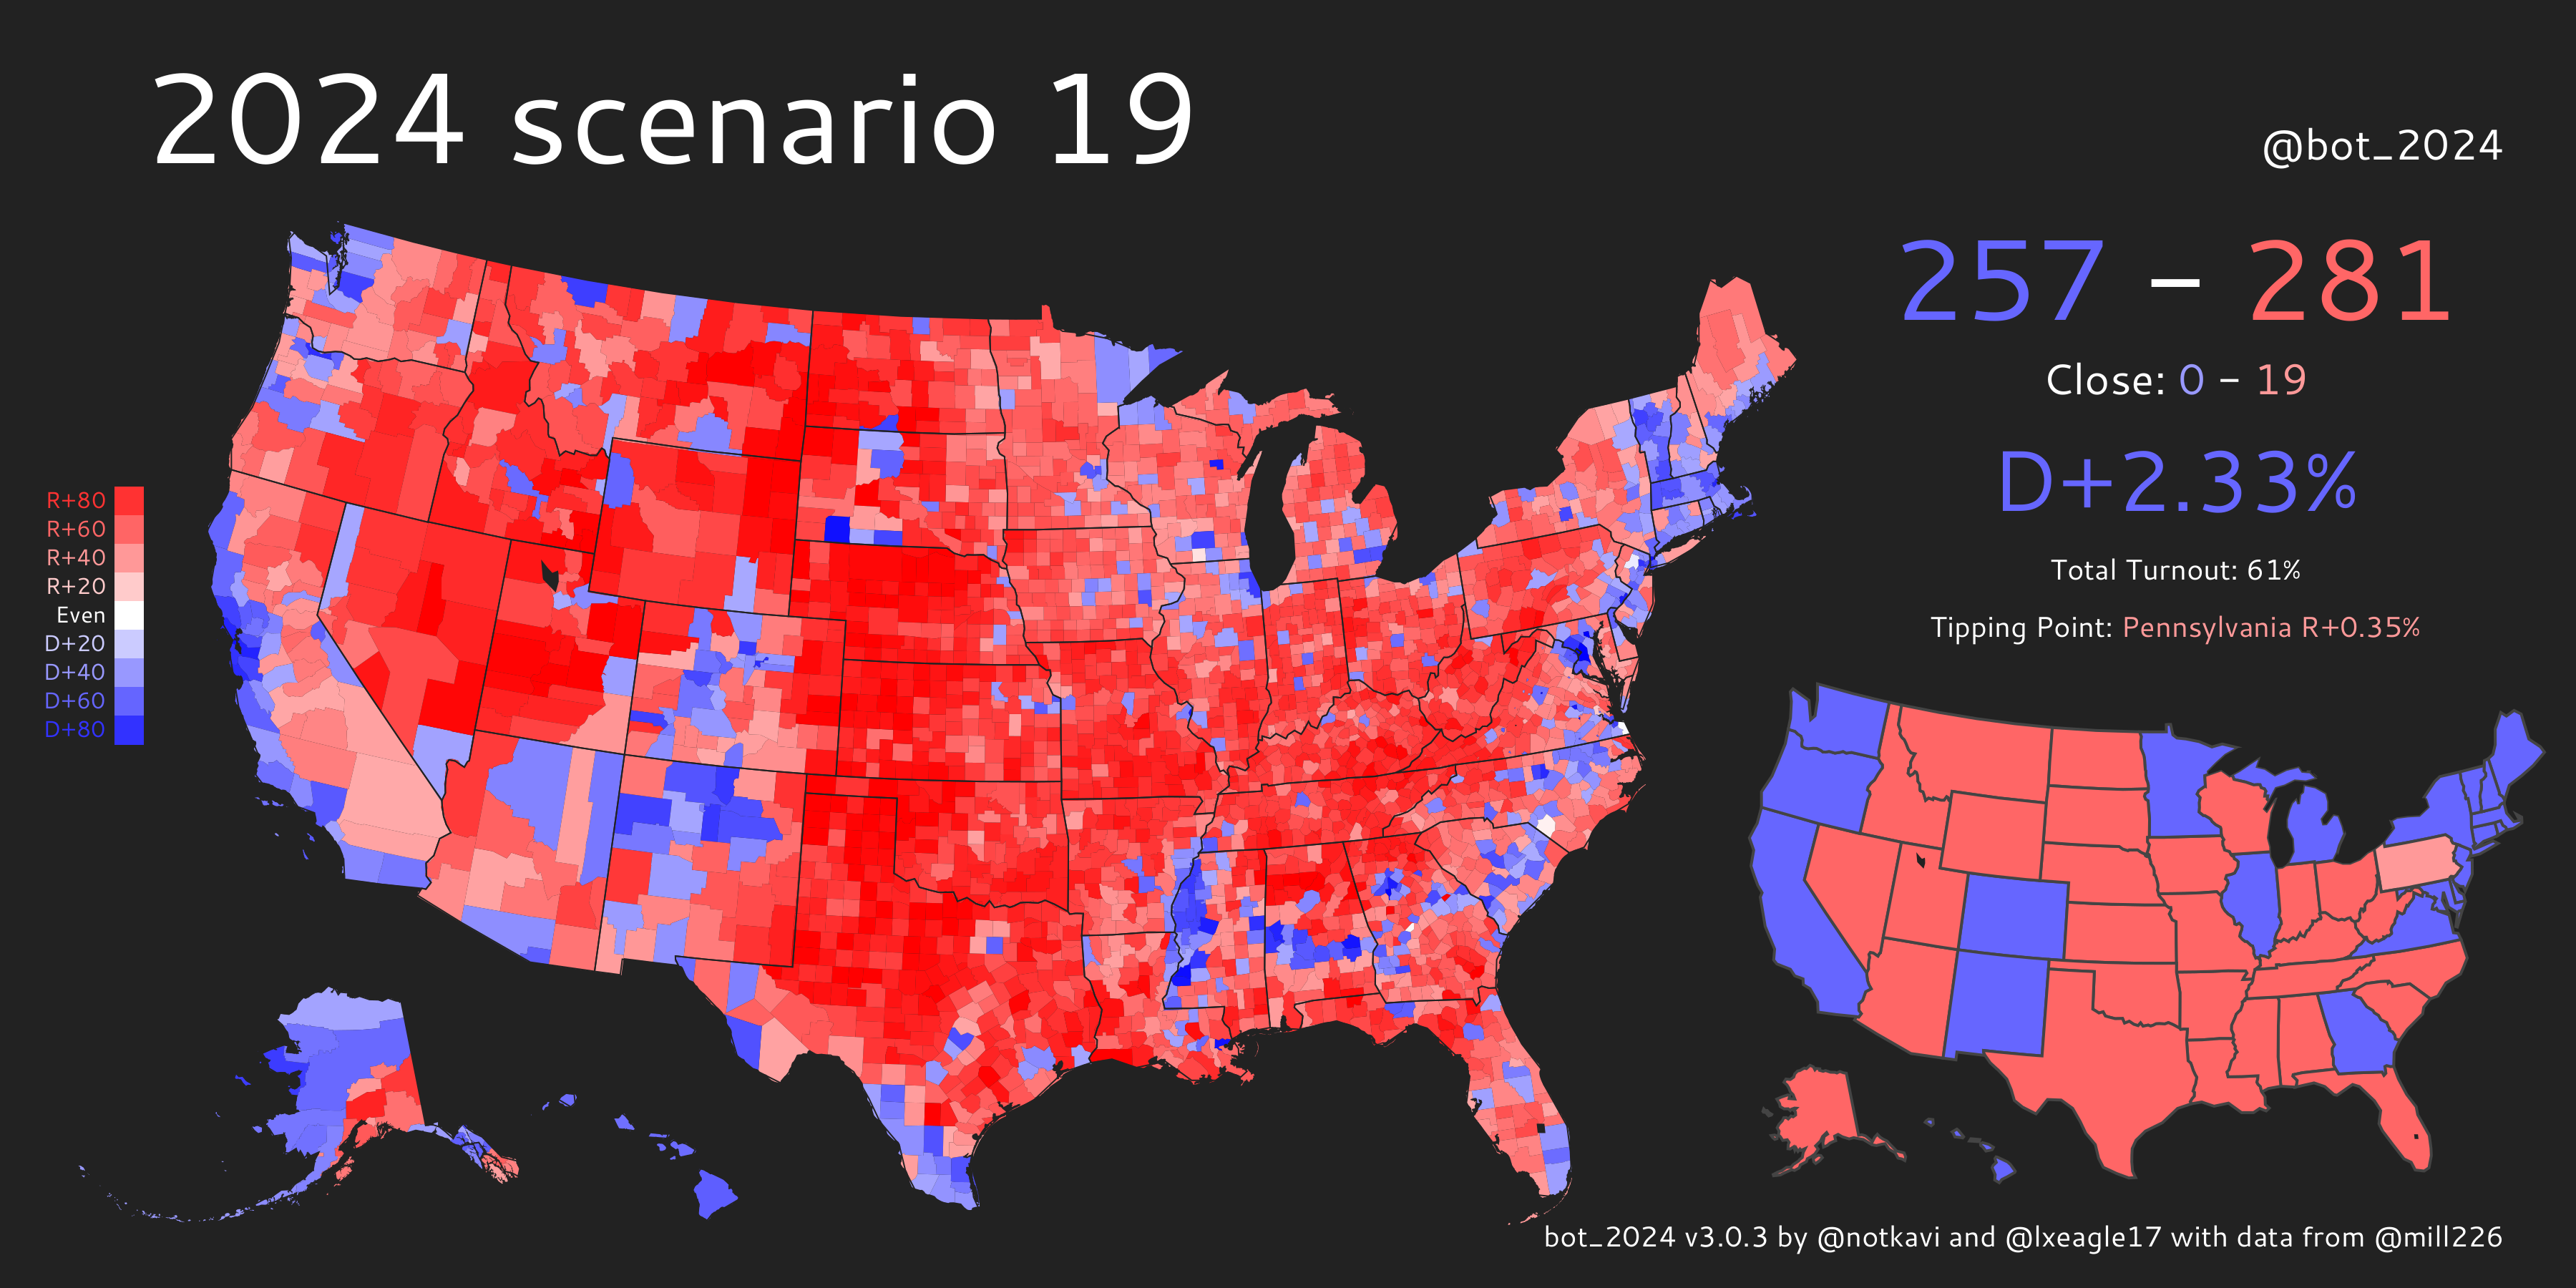 2024 scenario 19
@bot_2024
257 – 281
Close: 0 – 19
D+2.33%
Total Turnout: 61%
Tipping Point: Pennsylvania R+0.35%
R+80
R+60
R+40
R+20
Even
D+20
D+40
D+60
D+80
bot_2024 v3.0.3 by @notkavi and @lxeagle17 with data from @mill226